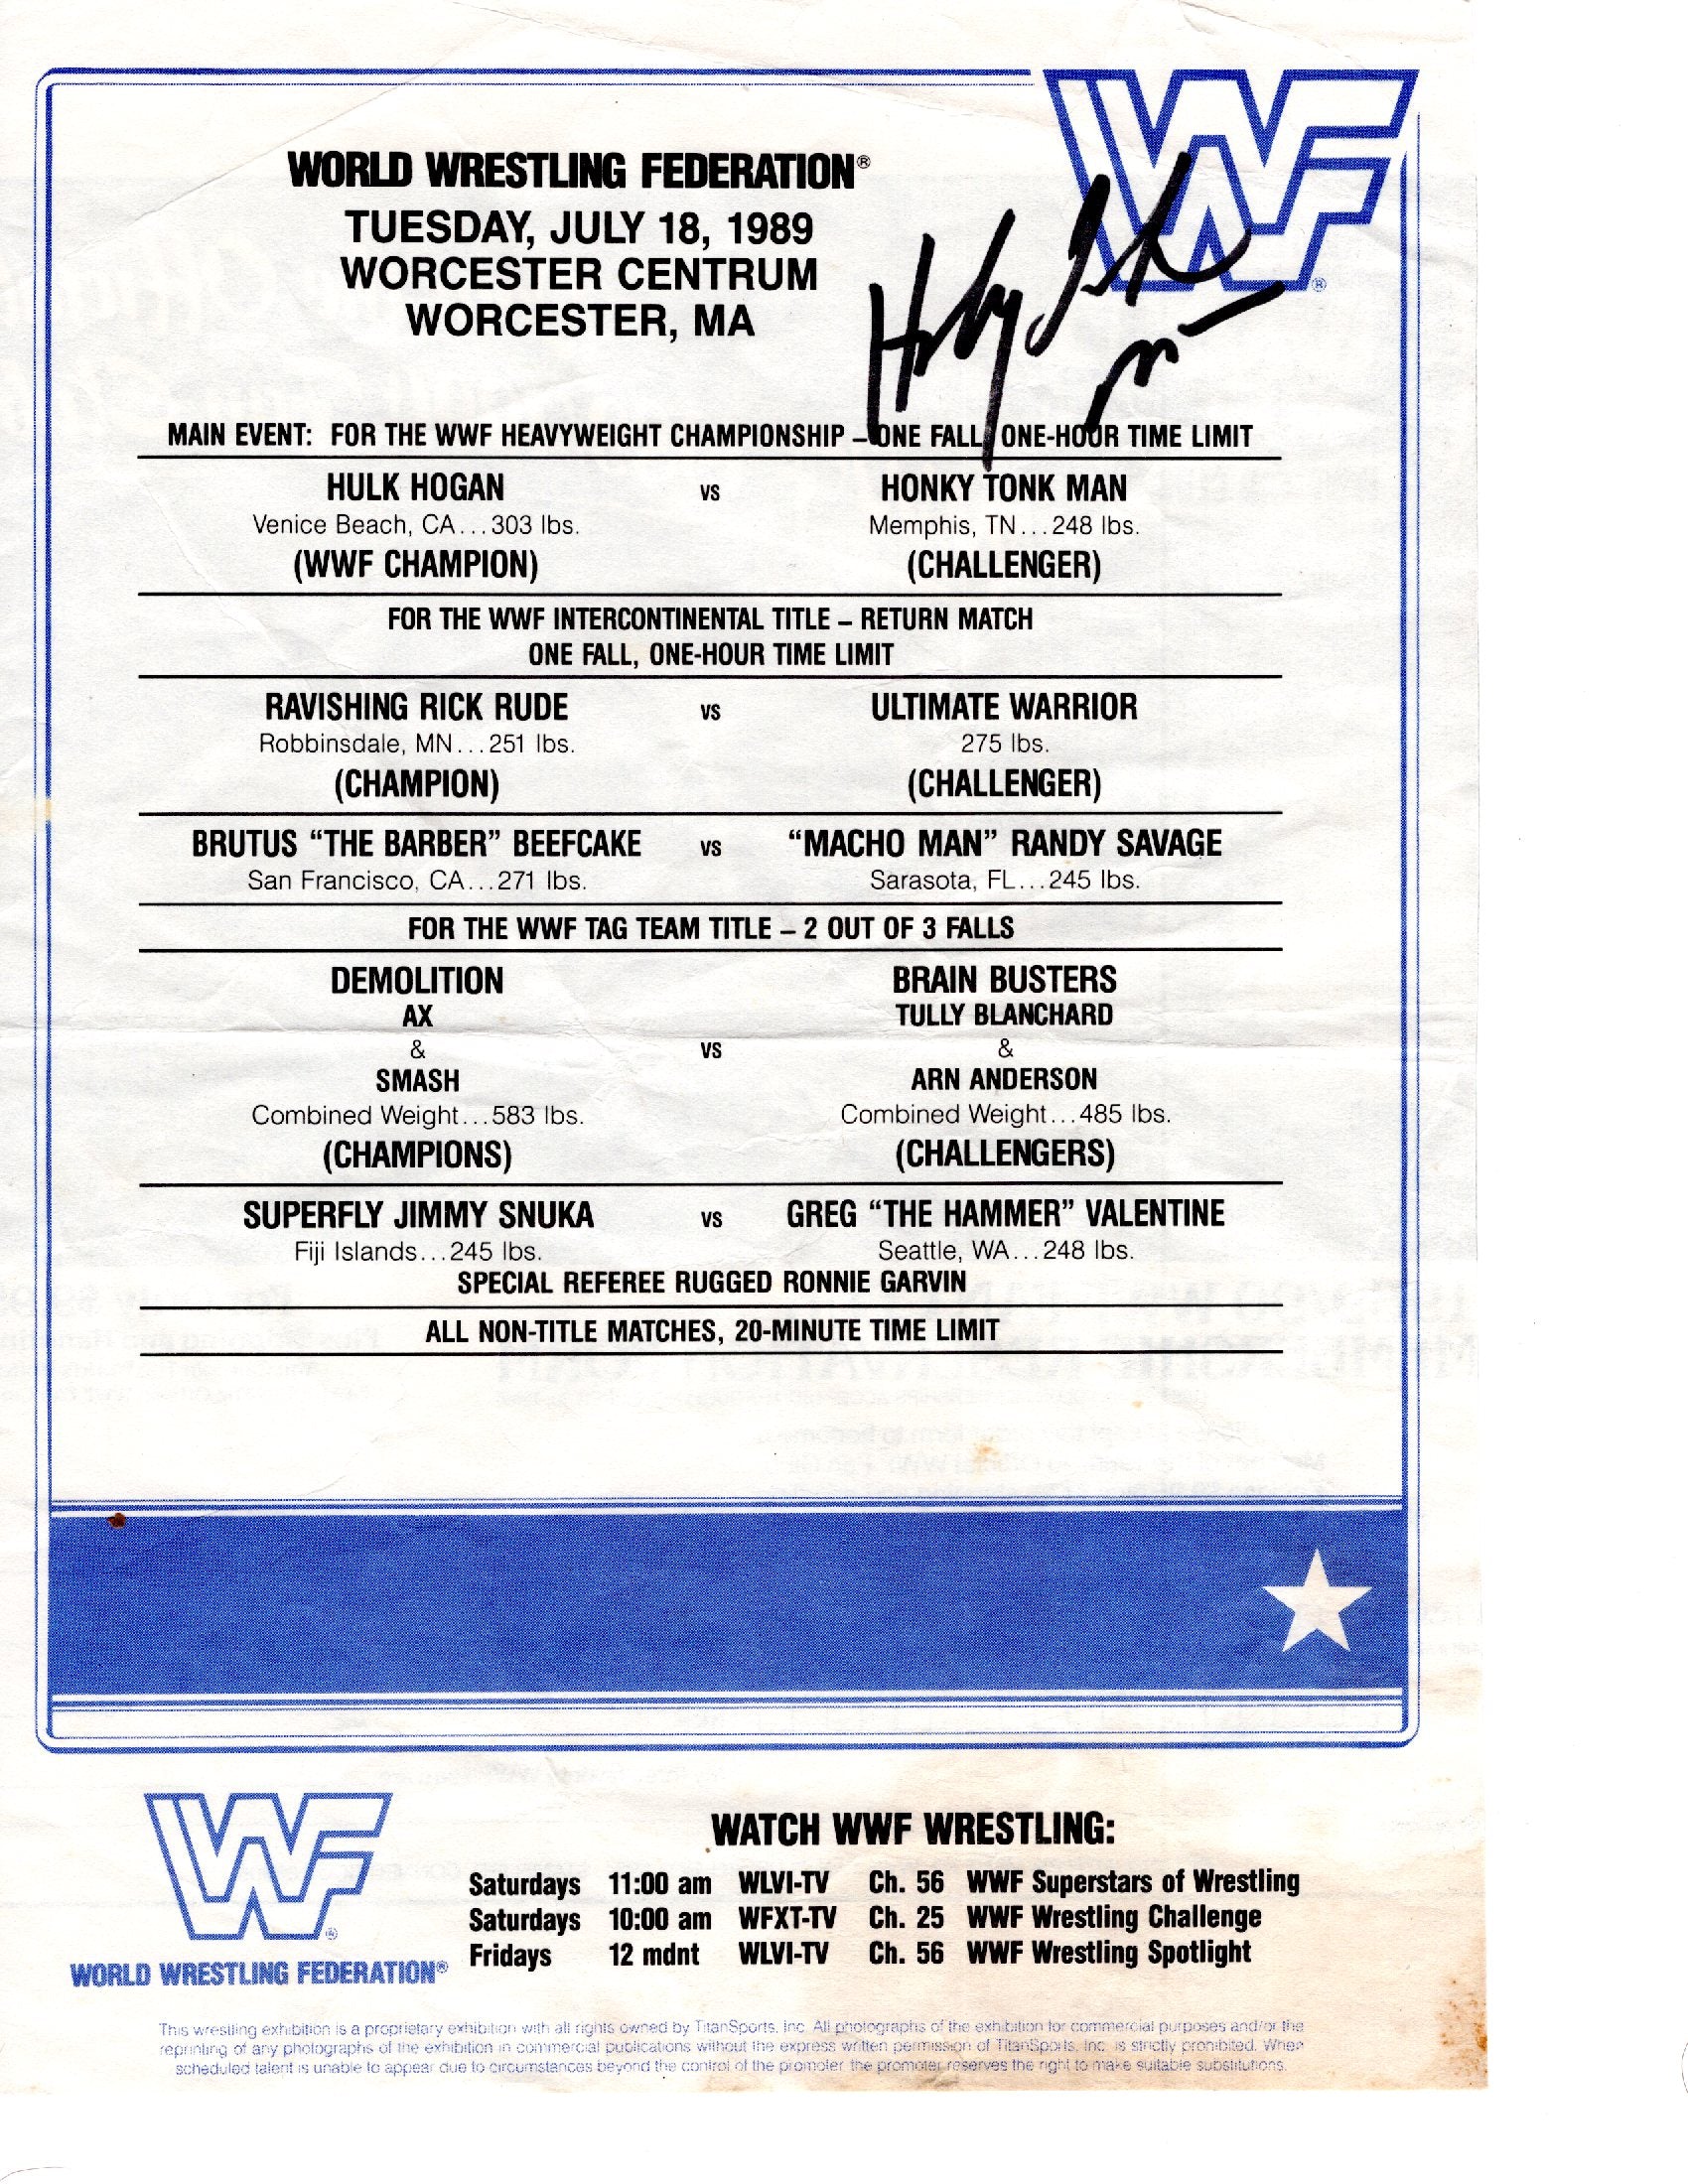 WWF®
WORLD WRESTLING FEDERATION®
TUESDAY, JULY 18, 1989
WORCESTER CENTRUM
WORCESTER, MA
Honky Tonk
Man
MAIN EVENT: FOR THE WWF HEAVYWEIGHT CHAMPIONSHIP – ONE FALL, ONE-HOUR TIME LIMIT
HULK HOGAN vs HONKY TONK MAN
Venice Beach, CA...303 lbs. Memphis, TN...248 lbs.
(WWF CHAMPION) (CHALLENGER)
FOR THE WWF INTERCONTINENTAL TITLE – RETURN MATCH
ONE FALL, ONE-HOUR TIME LIMIT
RAVISHING RICK RUDE vs ULTIMATE WARRIOR
Robbinsdale, MN...251 lbs. 275 lbs.
(CHAMPION) (CHALLENGER)
BRUTUS “THE BARBER” BEEFCAKE vs “MACHO MAN” RANDY SAVAGE
San Francisco, CA...271 lbs. Sarasota, FL...245 lbs.
FOR THE WWF TAG TEAM TITLE – 2 OUT OF 3 FALLS
DEMOLITION BRAIN BUSTERS
AX TULLY BLANCHARD
& vs &
SMASH ARN ANDERSON
Combined Weight...583 lbs. Combined Weight...485 lbs.
(CHAMPIONS) (CHALLENGERS)
SUPERFLY JIMMY SNUKA vs GREG “THE HAMMER” VALENTINE
Fiji Islands...245 lbs. Seattle, WA...248 lbs.
SPECIAL REFEREE RUGGED RONNIE GARVIN
ALL NON-TITLE MATCHES, 20-MINUTE TIME LIMIT
WATCH WWF WRESTLING:
Saturdays 11:00 am WLVI-TV Ch. 56 WWF Superstars of Wrestling
Saturdays 10:00 am WFXT-TV Ch. 25 WWF Wrestling Challenge
Fridays 12 mdnt WLVI-TV Ch. 56 WWF Wrestling Spotlight
WWF®
WORLD WRESTLING FEDERATION®
This wrestling exhibition is a proprietary exhibition with all rights owned by TitanSports, Inc. All photographs of the exhibition for commercial purposes and/or the
reprinting of any photographs of the exhibition in commercial publications without the express written permission of TitanSports, Inc. is strictly prohibited. When
scheduled talent is unable to appear due to circumstances beyond the control of the promoter the promoter reserves the right to make suitable substitutions.